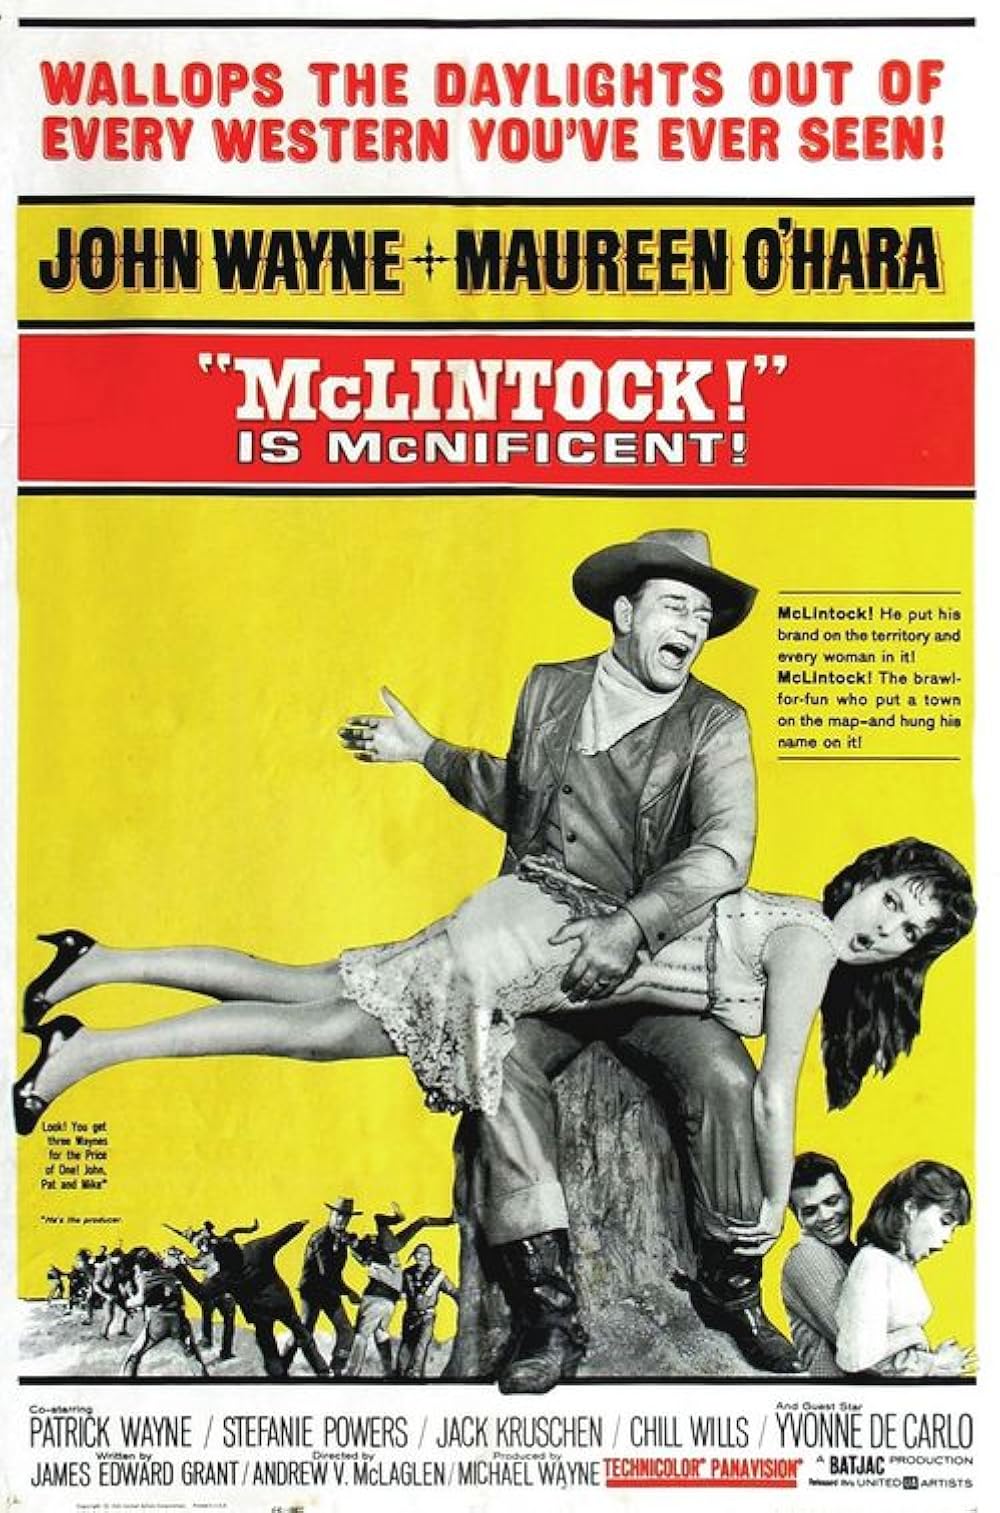 WALLOPS THE DAYLIGHTS OUT OF
EVERY WESTERN YOU'VE EVER SEEN!
JOHN WAYNE + MAUREEN O'HARA
"McLINTOCK!"
IS McNIFICENT!
McLintock! He put his
brand on the territory and
every woman in it!
McLintock! The brawl-
for-fun who put a town
on the map—and hung his
name on it!
Look! You get
three Waynes
for the Price
of One! John,
Pat and Mike*
*He's the producer.
Co-starring
PATRICK WAYNE / STEFANIE POWERS / JACK KRUSCHEN / CHILL WILLS /
And Guest Star
YVONNE DE CARLO
Written by
JAMES EDWARD GRANT /
Directed by
ANDREW V. McLAGLEN /
Produced by
MICHAEL WAYNE
TECHNICOLOR® PANAVISION®
A BATJAC PRODUCTION
Released thru UNITED UA ARTISTS